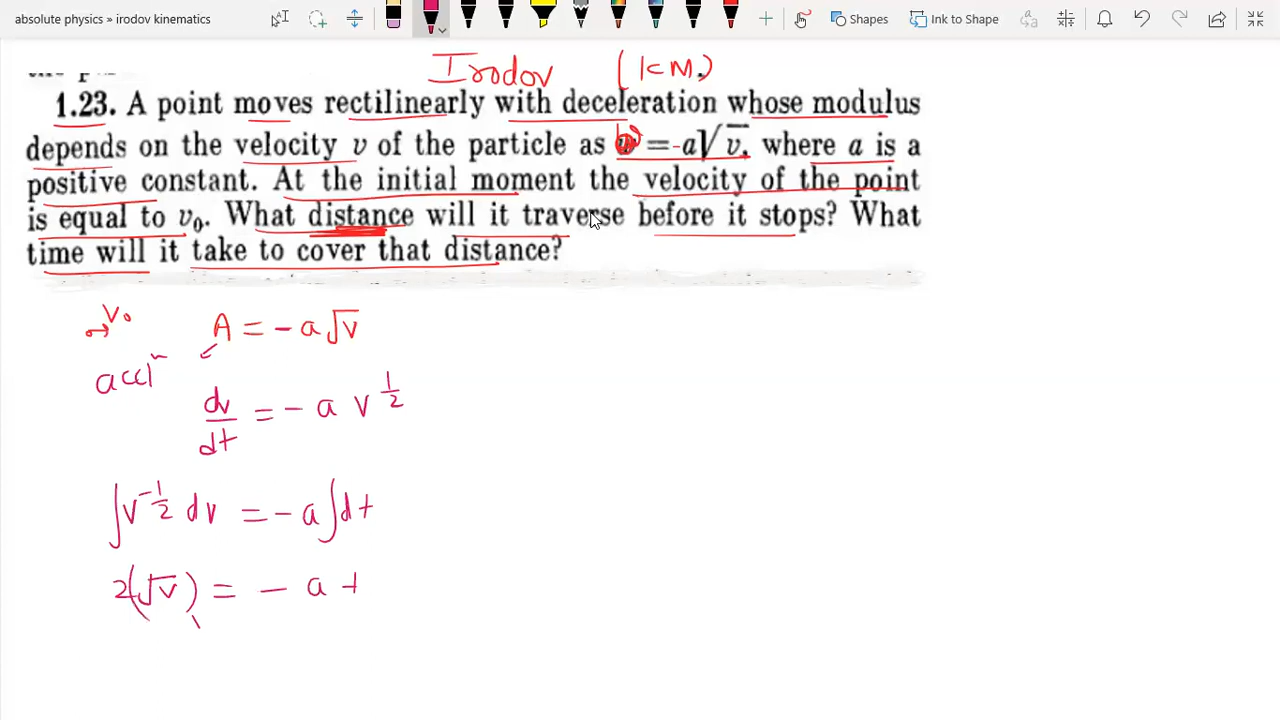 absolute physics » irodov kinematics
Shapes
Ink to Shape
Irodov (KM)
1.23. A point moves rectilinearly with deceleration whose modulus
depends on the velocity v of the particle as w = -a√v, where a is a
positive constant. At the initial moment the velocity of the point
is equal to v₀. What distance will it traverse before it stops? What
time will it take to cover that distance?
V₀
A = - a√v
accⁿ
dv/dt = - a v^1/2
∫v^-1/2 dv = - a∫dt
2(√v) = - a t